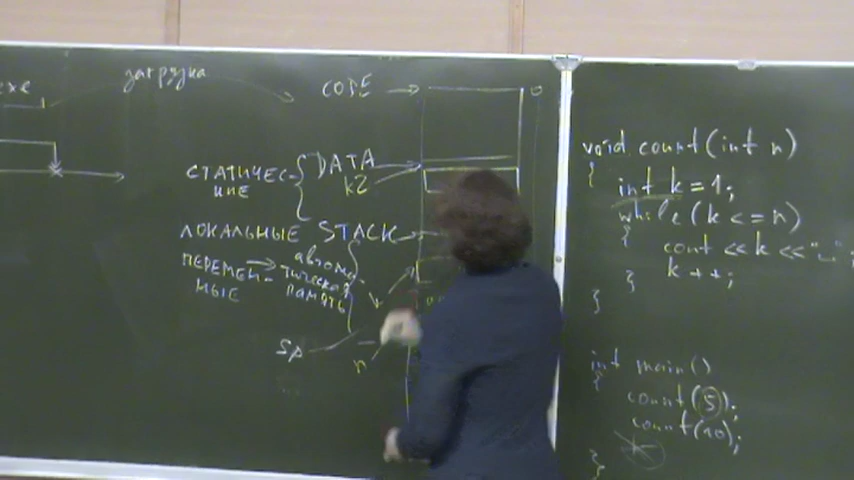 exe
загрузка
CODE
0
СТАТИЧЕС-
КИЕ
DATA
k2
ЛОКАЛЬНЫЕ STACK
ПЕРЕМЕН-
НЫЕ
автома-
тическая
память
k
Sp
n
void count(int n)
{
int k=1;
while(k<=n)
{
cout <<k<<"␣";
k++;
}
}
int main()
{
count(5);
count(10);
}